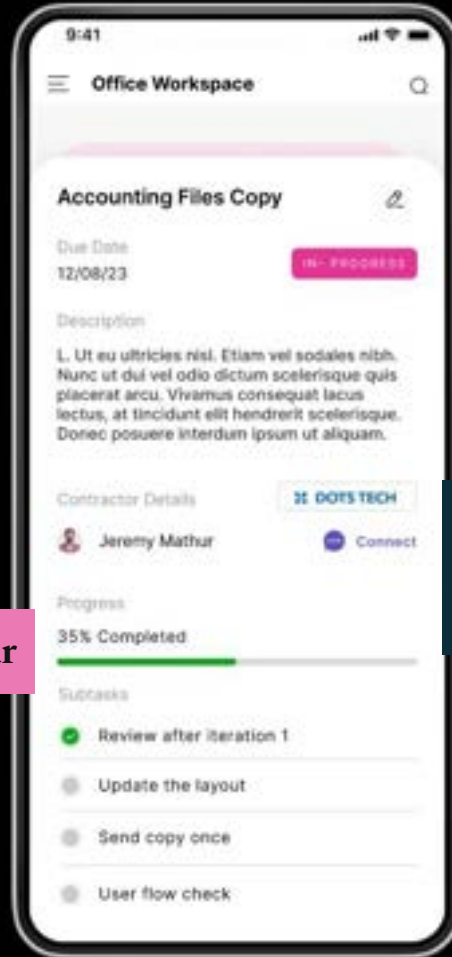 9:41
Office Workspace
Accounting Files Copy
Due Date
12/08/23
IN- PROGRESS
Description
L. Ut eu ultricies nisl. Etiam vel sodales nibh.
Nunc ut dui vel odio dictum scelerisque quis
placerat arcu. Vivamus consequat lacus
lectus, at tincidunt elit hendrerit scelerisque.
Donec posuere interdum ipsum ut aliquam.
Contractor Details
DOTS TECH
Jeremy Mathur
Connect
Progress
35% Completed
Subtasks
Review after iteration 1
Update the layout
Send copy once
User flow check